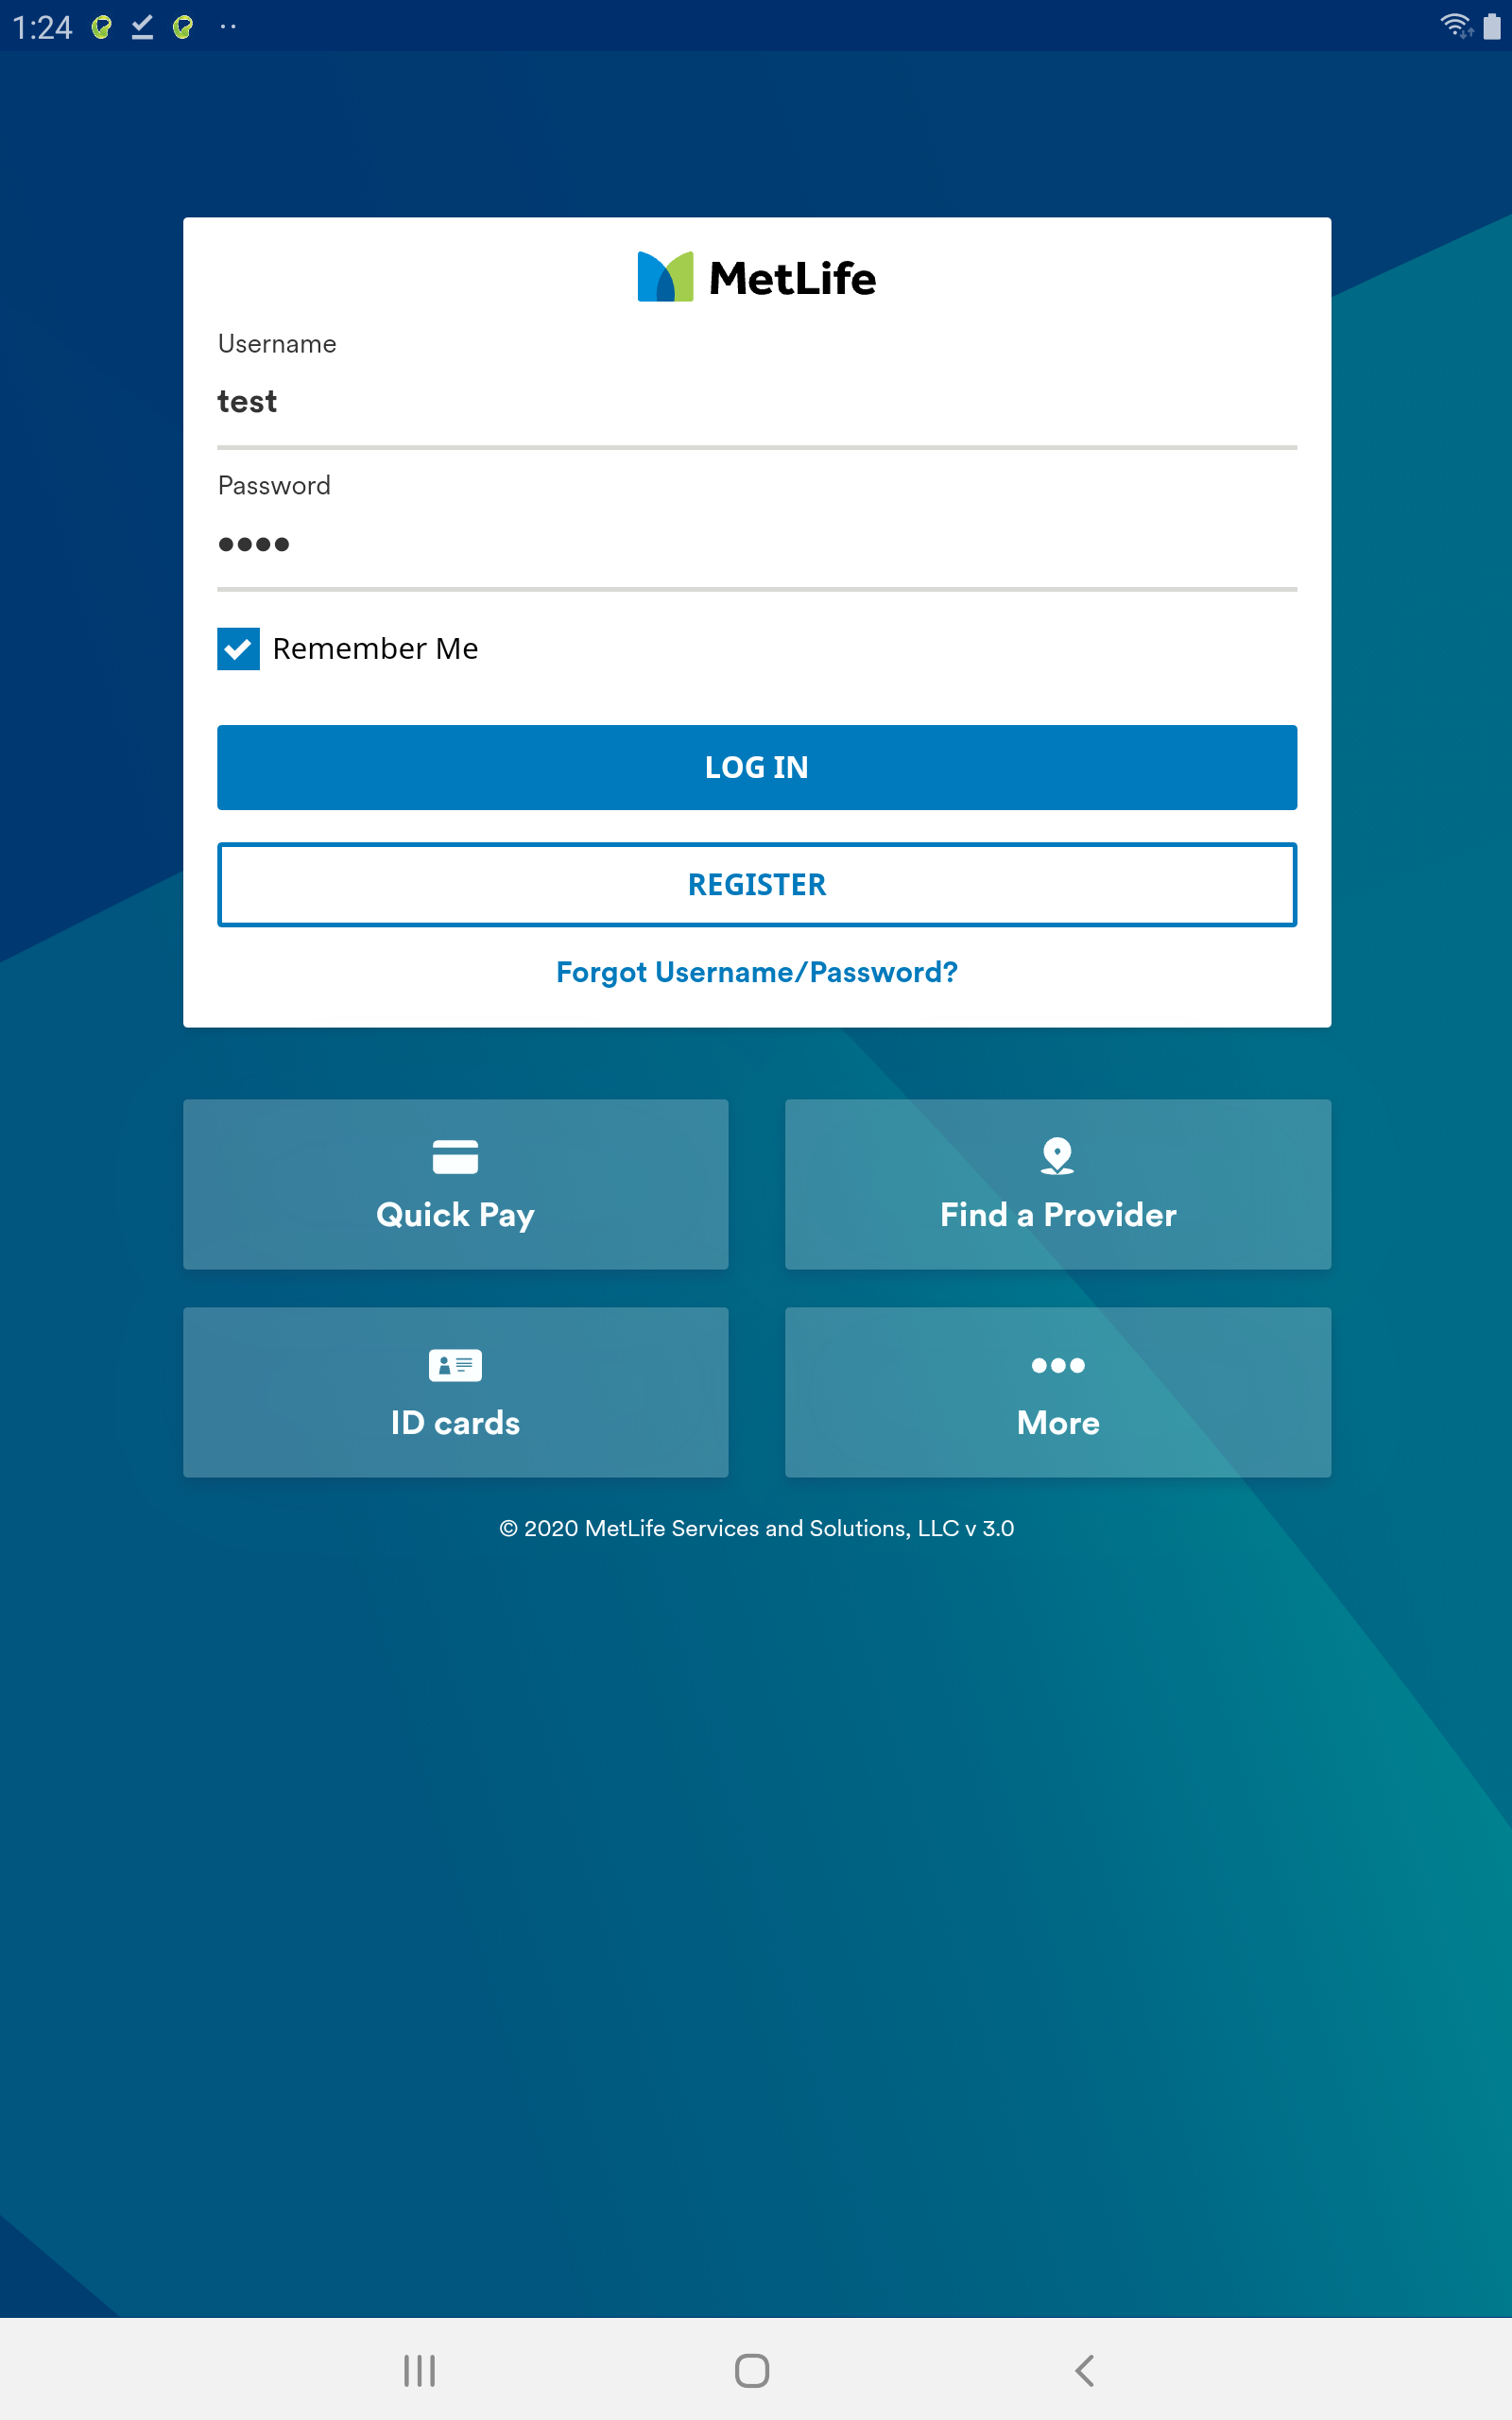 1:24
MetLife
Username
test
Password
Remember Me
LOG IN
REGISTER
Forgot Username/Password?
Quick Pay
Find a Provider
ID cards
More
© 2020 MetLife Services and Solutions, LLC v 3.0